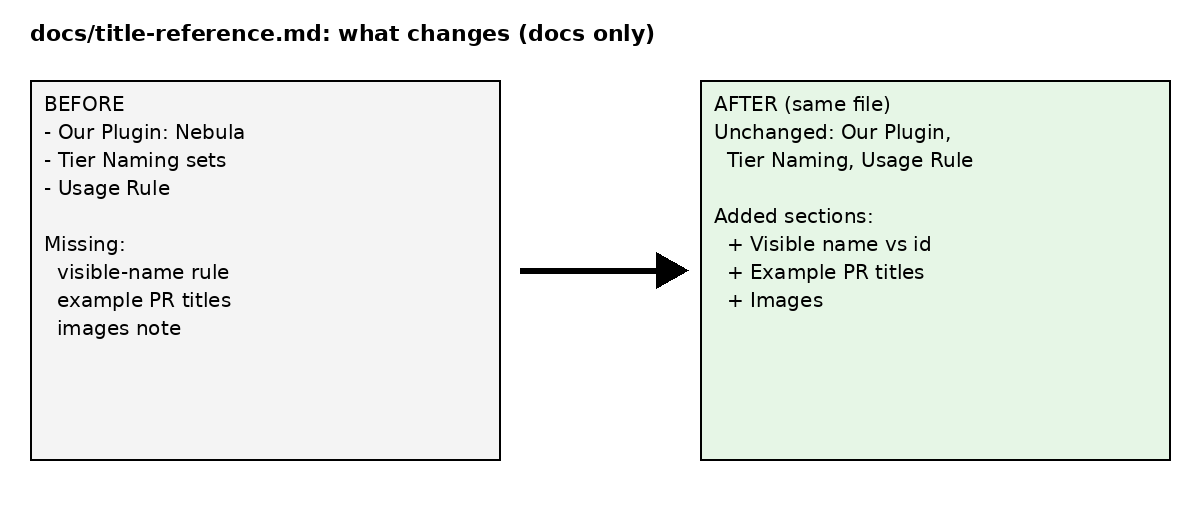 docs/title-reference.md: what changes (docs only)
BEFORE
- Our Plugin: Nebula
- Tier Naming sets
- Usage Rule
Missing:
visible-name rule
example PR titles
images note
AFTER (same file)
Unchanged: Our Plugin,
Tier Naming, Usage Rule
Added sections:
+ Visible name vs id
+ Example PR titles
+ Images